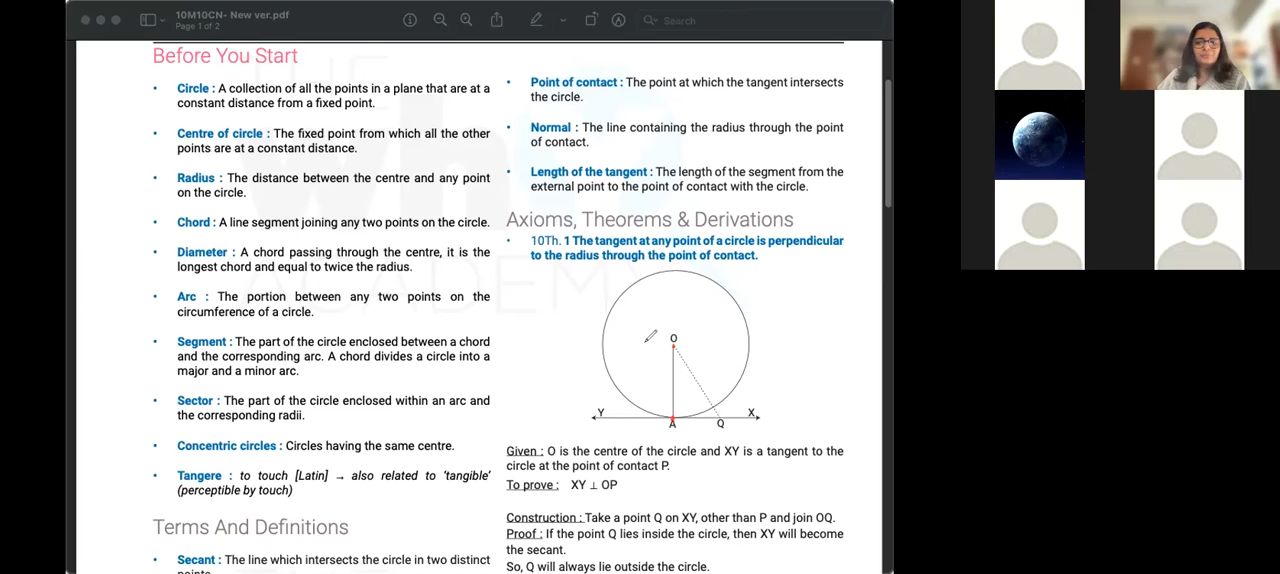 10M10CN- New ver.pdf
Page 1 of 2
Search
Before You Start
• Circle : A collection of all the points in a plane that are at a
constant distance from a fixed point.
• Centre of circle : The fixed point from which all the other
points are at a constant distance.
• Radius : The distance between the centre and any point
on the circle.
• Chord : A line segment joining any two points on the circle.
• Diameter : A chord passing through the centre, it is the
longest chord and equal to twice the radius.
• Arc : The portion between any two points on the
circumference of a circle.
• Segment : The part of the circle enclosed between a chord
and the corresponding arc. A chord divides a circle into a
major and a minor arc.
• Sector : The part of the circle enclosed within an arc and
the corresponding radii.
• Concentric circles : Circles having the same centre.
• Tangere : to touch [Latin] → also related to ‘tangible’
(perceptible by touch)
Terms And Definitions
• Secant : The line which intersects the circle in two distinct
points.
• Point of contact : The point at which the tangent intersects
the circle.
• Normal : The line containing the radius through the point
of contact.
• Length of the tangent : The length of the segment from the
external point to the point of contact with the circle.
Axioms, Theorems & Derivations
• 10Th. 1 The tangent at any point of a circle is perpendicular
to the radius through the point of contact.
O
Y X
A Q
Given : O is the centre of the circle and XY is a tangent to the
circle at the point of contact P.
To prove : XY ⊥ OP
Construction : Take a point Q on XY, other than P and join OQ.
Proof : If the point Q lies inside the circle, then XY will become
the secant.
So, Q will always lie outside the circle.
THE
ACADEMY